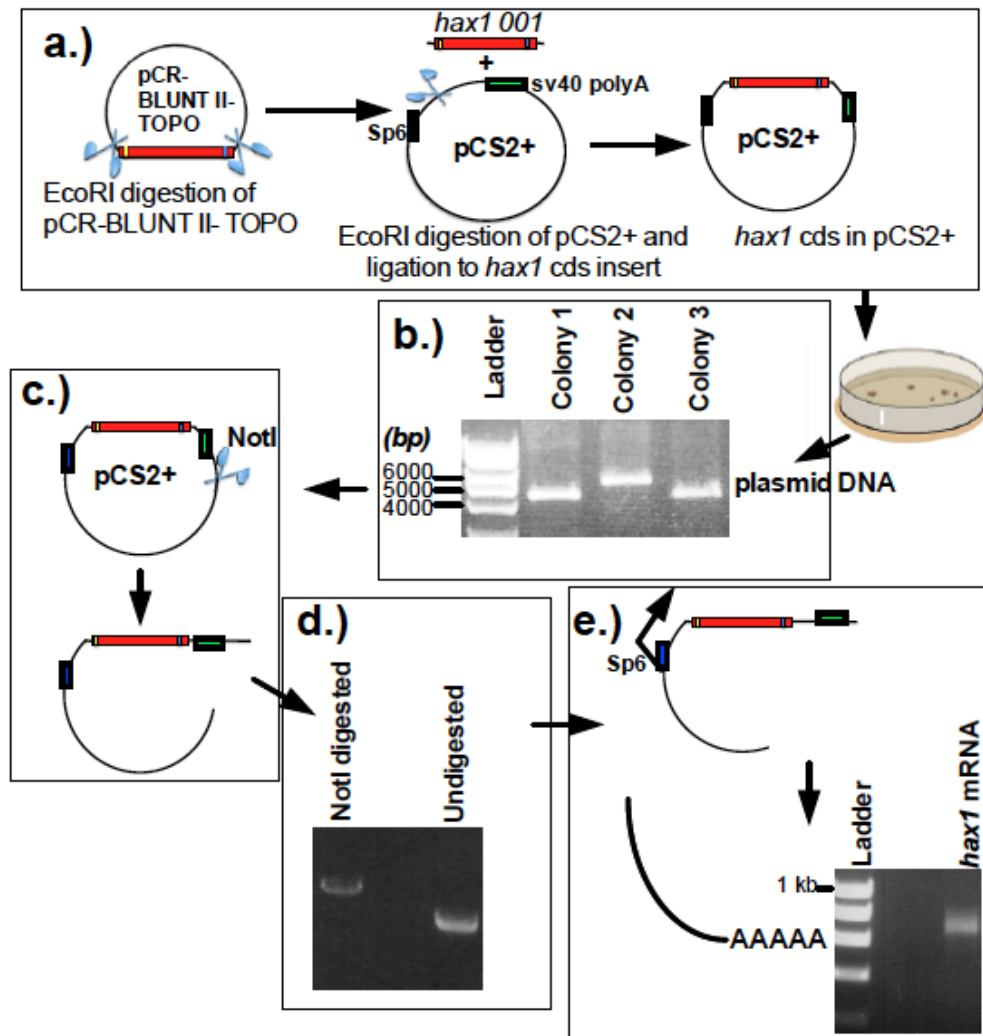 a.)
hax1 001
+
pCR-
BLUNT II-
TOPO
sv40 polyA
Sp6
pCS2+
pCS2+
EcoRI digestion of
pCR-BLUNT II- TOPO
EcoRI digestion of pCS2+ and
ligation to hax1 cds insert
hax1 cds in pCS2+
b.)
Ladder
Colony 1
Colony 2
Colony 3
(bp)
6000
5000
4000
plasmid DNA
c.)
NotI
pCS2+
d.)
NotI digested
Undigested
e.)
Sp6
Ladder
hax1 mRNA
1 kb
AAAAA